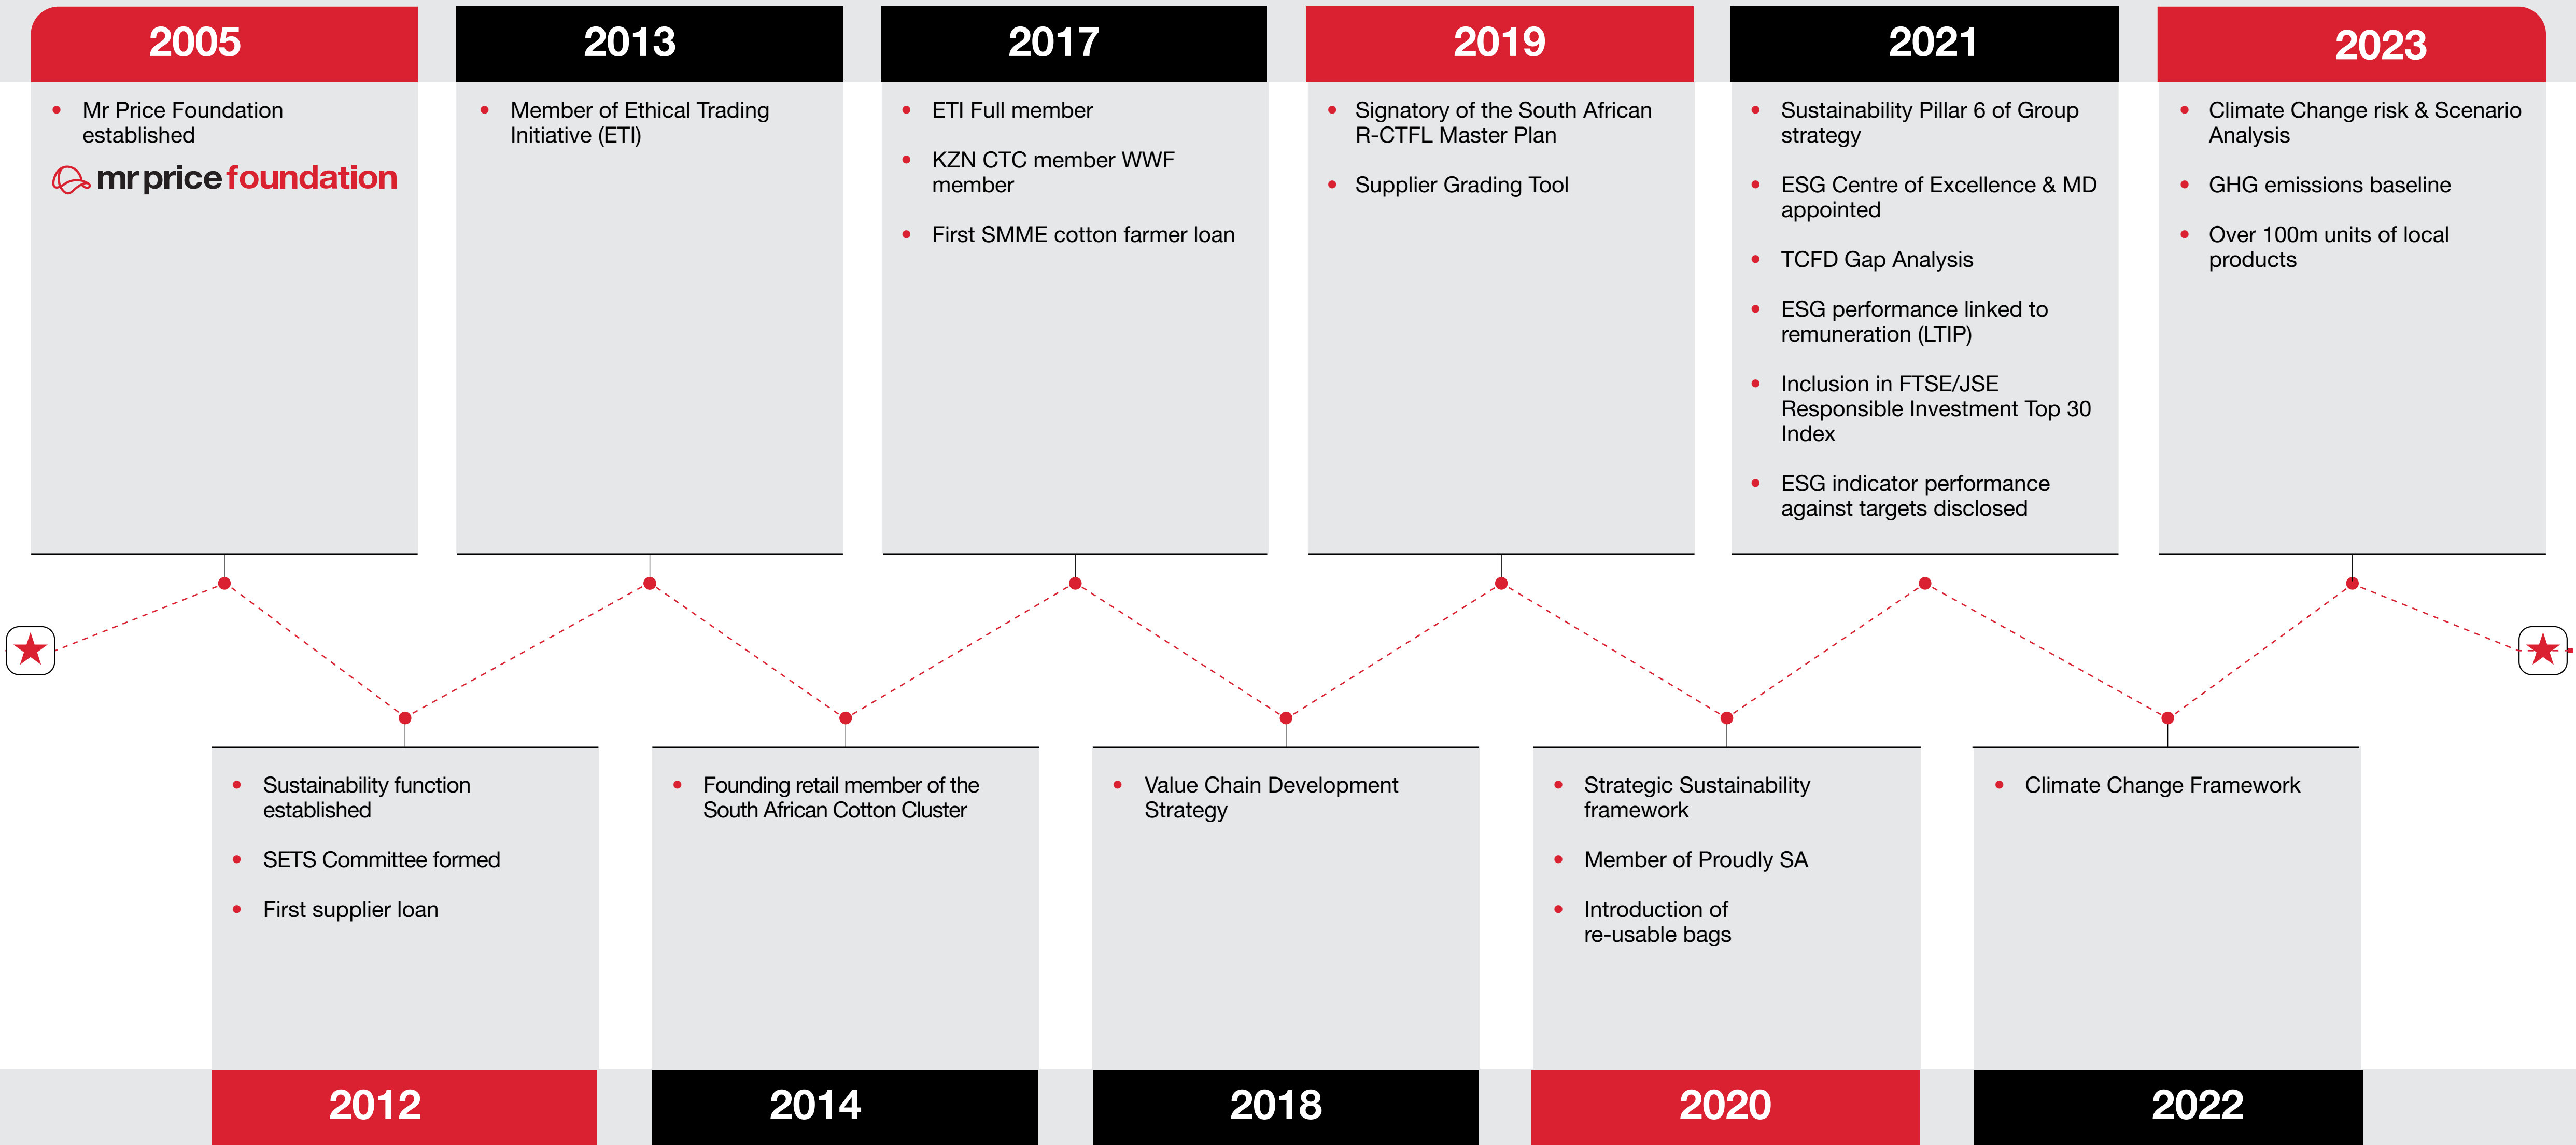 2005
Mr Price Foundation
established
mr price foundation
2013
Member of Ethical Trading
Initiative (ETI)
2017
ETI Full member
KZN CTC member WWF
member
First SMME cotton farmer loan
2019
Signatory of the South African
R-CTFL Master Plan
Supplier Grading Tool
2021
Sustainability Pillar 6 of Group
strategy
ESG Centre of Excellence & MD
appointed
TCFD Gap Analysis
ESG performance linked to
remuneration (LTIP)
Inclusion in FTSE/JSE
Responsible Investment Top 30
Index
ESG indicator performance
against targets disclosed
2023
Climate Change risk & Scenario
Analysis
GHG emissions baseline
Over 100m units of local
products
Sustainability function
established
SETS Committee formed
First supplier loan
2012
Founding retail member of the
South African Cotton Cluster
2014
Value Chain Development
Strategy
2018
Strategic Sustainability
framework
Member of Proudly SA
Introduction of
re-usable bags
2020
Climate Change Framework
2022